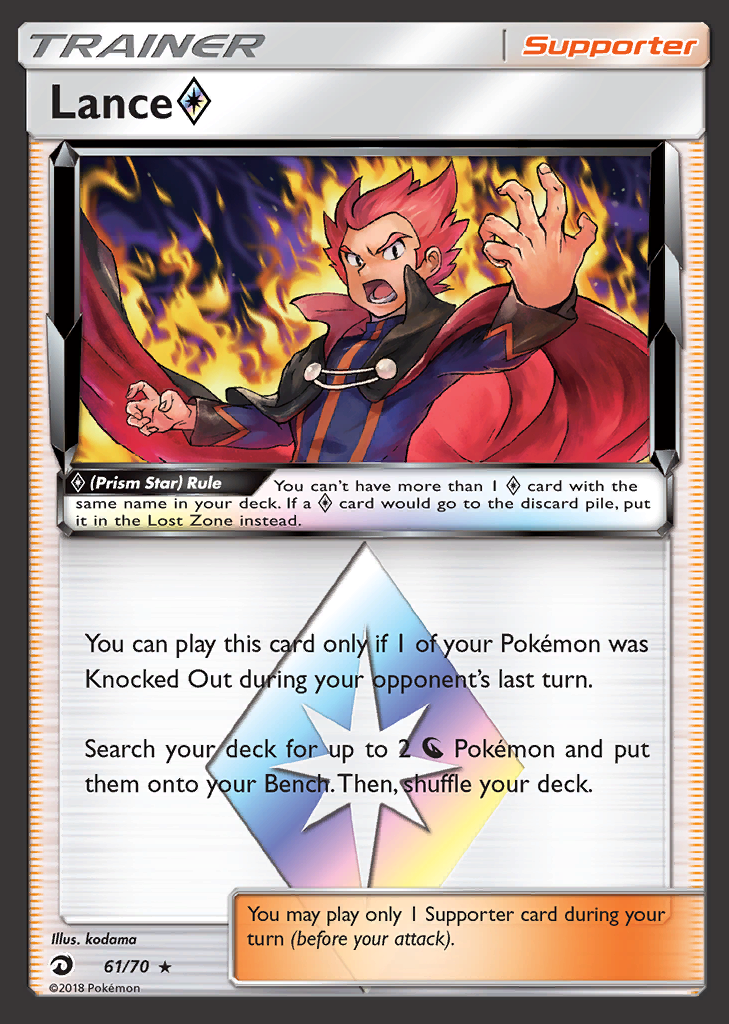 TRAINER
Supporter
Lance
(Prism Star) Rule You can't have more than 1 card with the
same name in your deck. If a card would go to the discard pile, put
it in the Lost Zone instead.
You can play this card only if 1 of your Pokémon was
Knocked Out during your opponent's last turn.
Search your deck for up to 2 Pokémon and put
them onto your Bench. Then, shuffle your deck.
You may play only 1 Supporter card during your
turn (before your attack).
Illus. kodama
61/70 ★
©2018 Pokémon